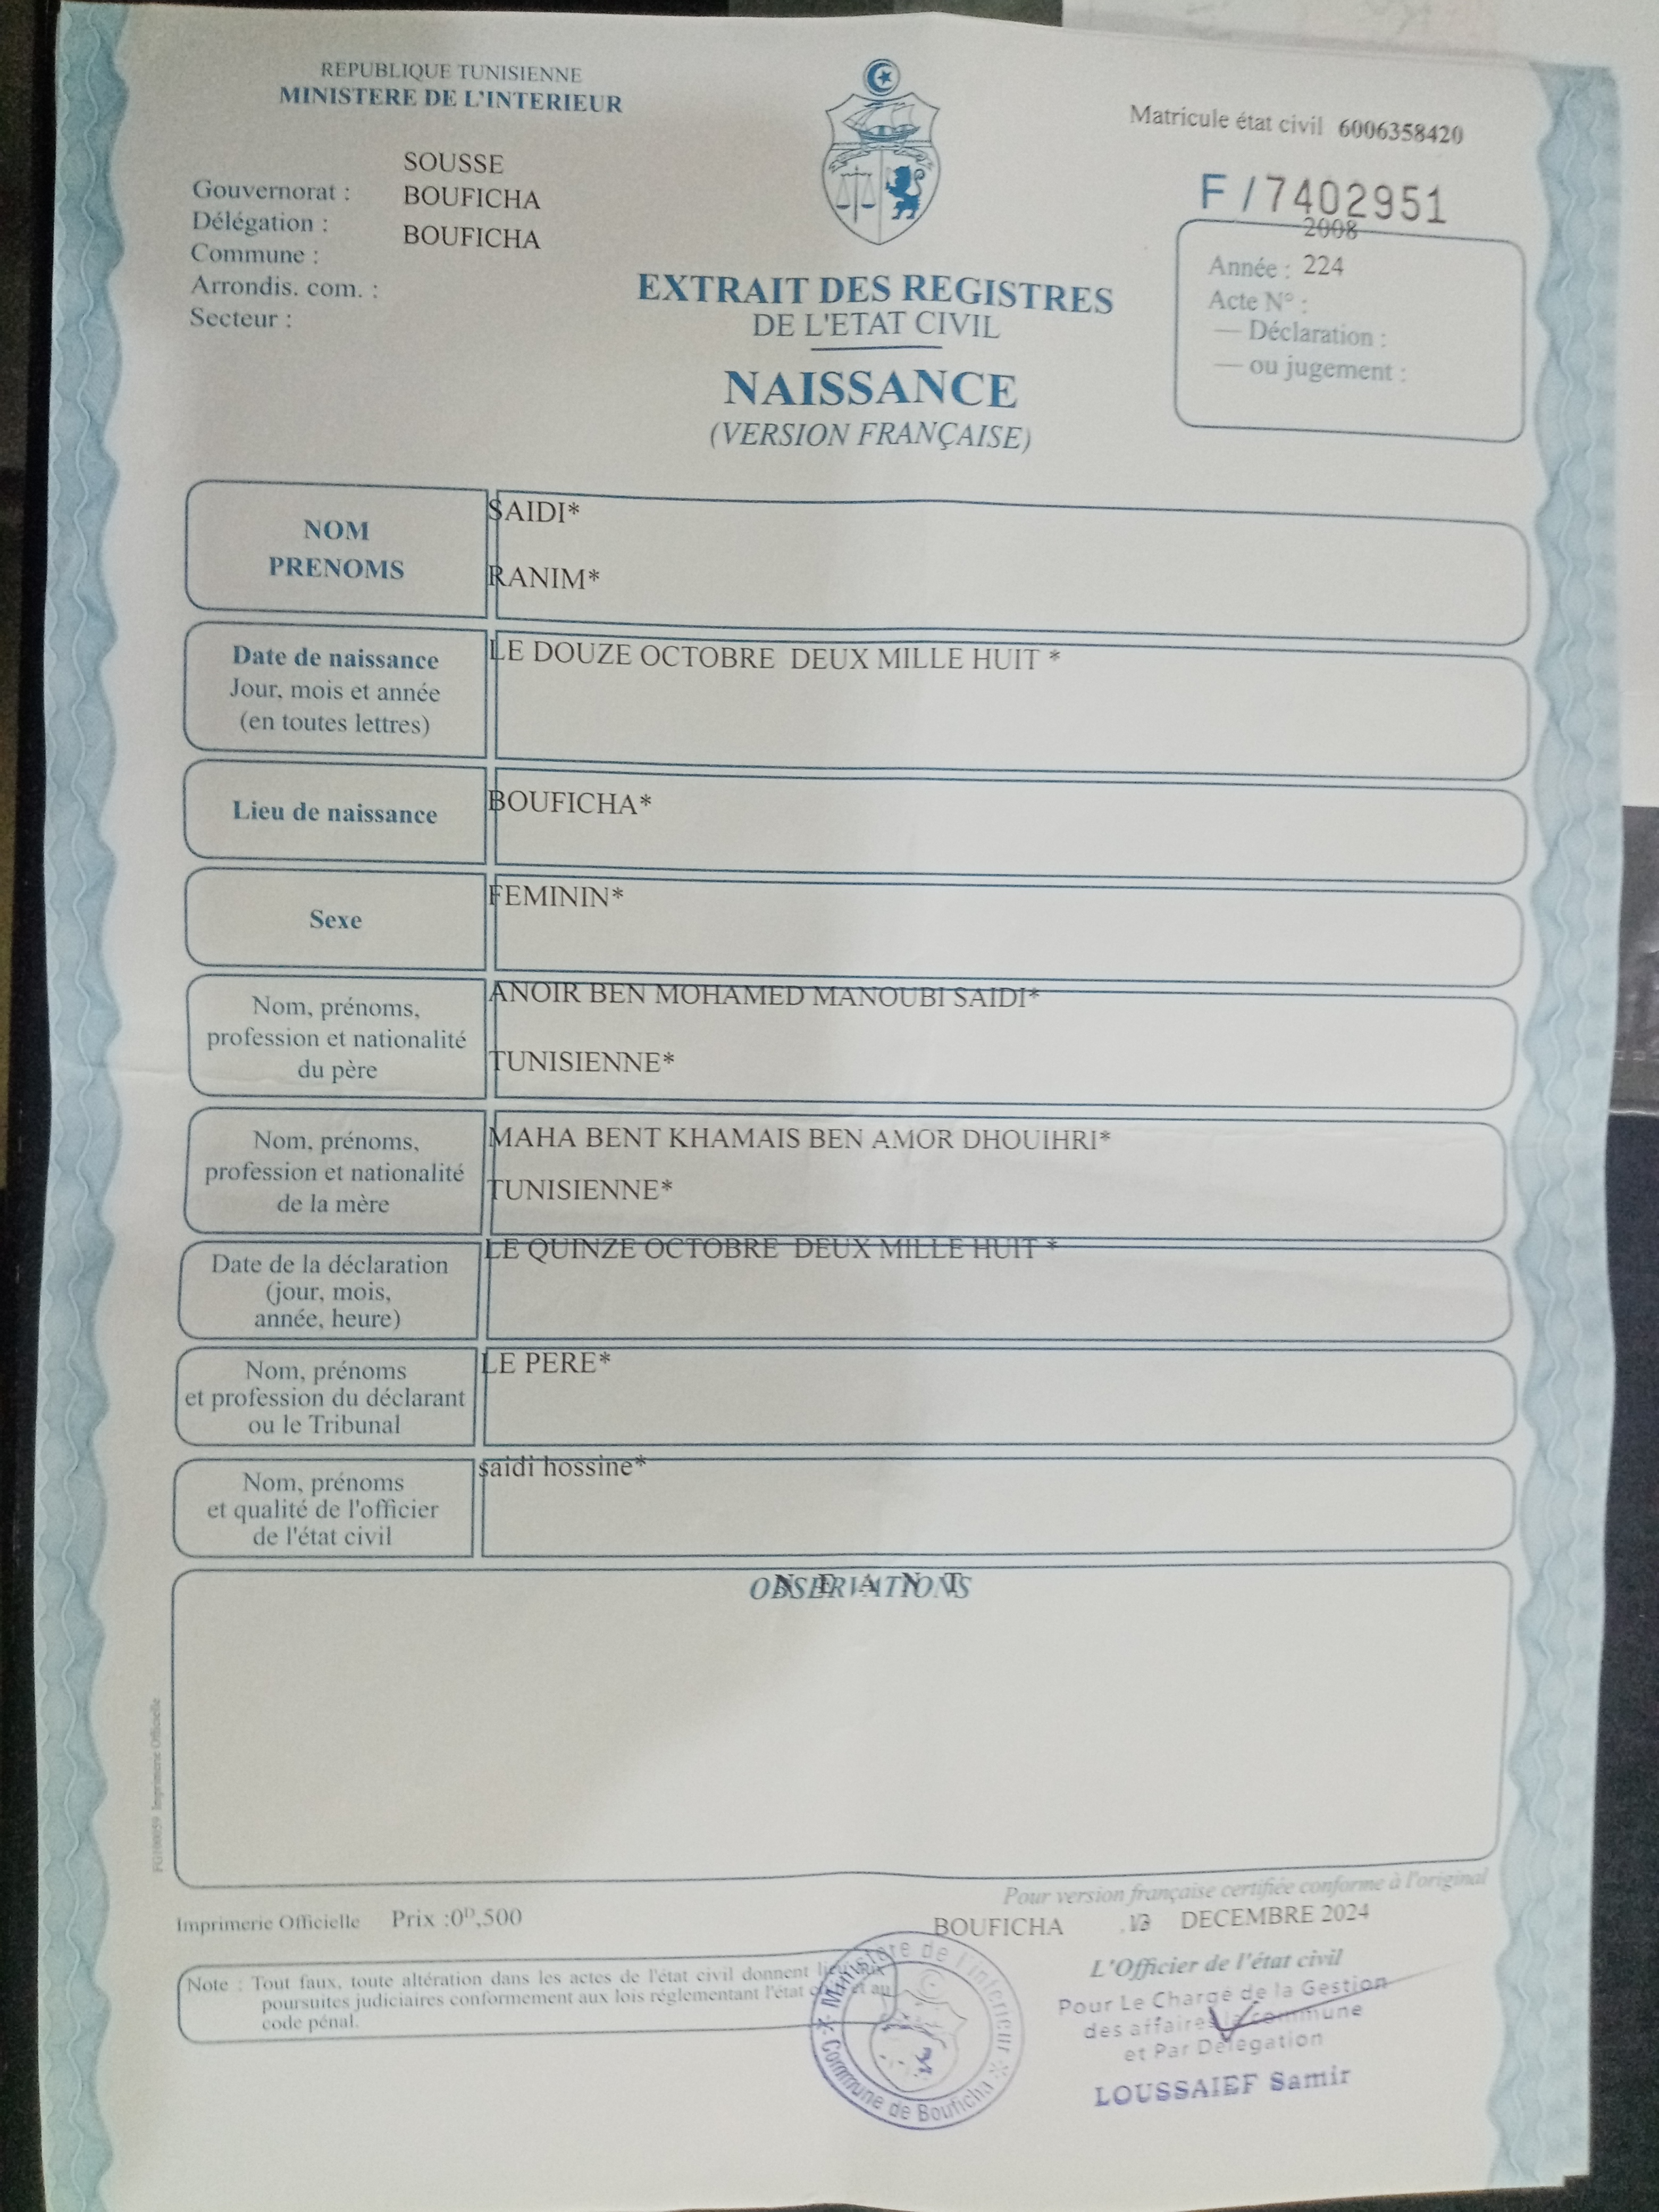 REPUBLIQUE TUNISIENNE
MINISTERE DE L'INTERIEUR
Matricule état civil 6006358420
F / 7402951
SOUSSE
Gouvernorat :
BOUFICHA
Délégation :
BOUFICHA
Commune :
Arrondis. com. :
Secteur :
2008
Année : 224
Acte N° :
— Déclaration :
— ou jugement :
EXTRAIT DES REGISTRES
DE L'ETAT CIVIL
NAISSANCE
(VERSION FRANÇAISE)
NOM
PRENOMS
SAIDI*
RANIM*
Date de naissance
Jour, mois et année
(en toutes lettres)
LE DOUZE OCTOBRE DEUX MILLE HUIT *
Lieu de naissance
BOUFICHA*
Sexe
FEMININ*
Nom, prénoms,
profession et nationalité
du père
ANOIR BEN MOHAMED MANOUBI SAIDI*
TUNISIENNE*
Nom, prénoms,
profession et nationalité
de la mère
MAHA BENT KHAMAIS BEN AMOR DHOUIHRI*
TUNISIENNE*
Date de la déclaration
(jour, mois,
année, heure)
LE QUINZE OCTOBRE DEUX MILLE HUIT *
Nom, prénoms
et profession du déclarant
ou le Tribunal
LE PERE*
Nom, prénoms
et qualité de l'officier
de l'état civil
saidi hossine*
OBSERVATIONS
N E A N T
Imprimerie Officielle
Pour version française certifiée conforme à l'original
Imprimerie Officielle Prix :0D,500
BOUFICHA DECEMBRE 2024
L'Officier de l'état civil
Note : Tout faux, toute altération dans les actes de l'état civil donnent lieu aux
poursuites judiciaires conformement aux lois réglementant l'état et au
code pénal.
Ministère de l'Interieur
Commune de Bouficha
Pour Le Chargé de la Gestion
des affaires la commune
et Par Délegation
LOUSSAIEF Samir